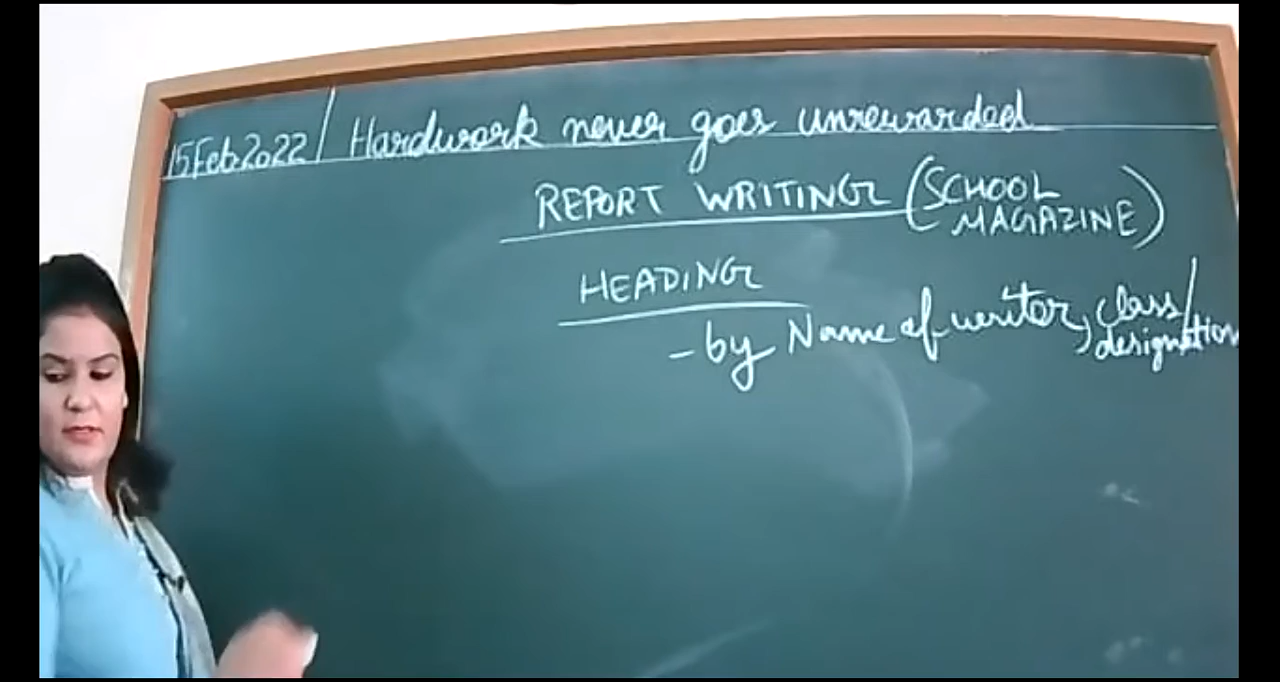 15Feb2022/ Hardwork never goes unrewarded
REPORT WRITING (SCHOOL
MAGAZINE)
HEADING
- by Name of writer, class/
designation